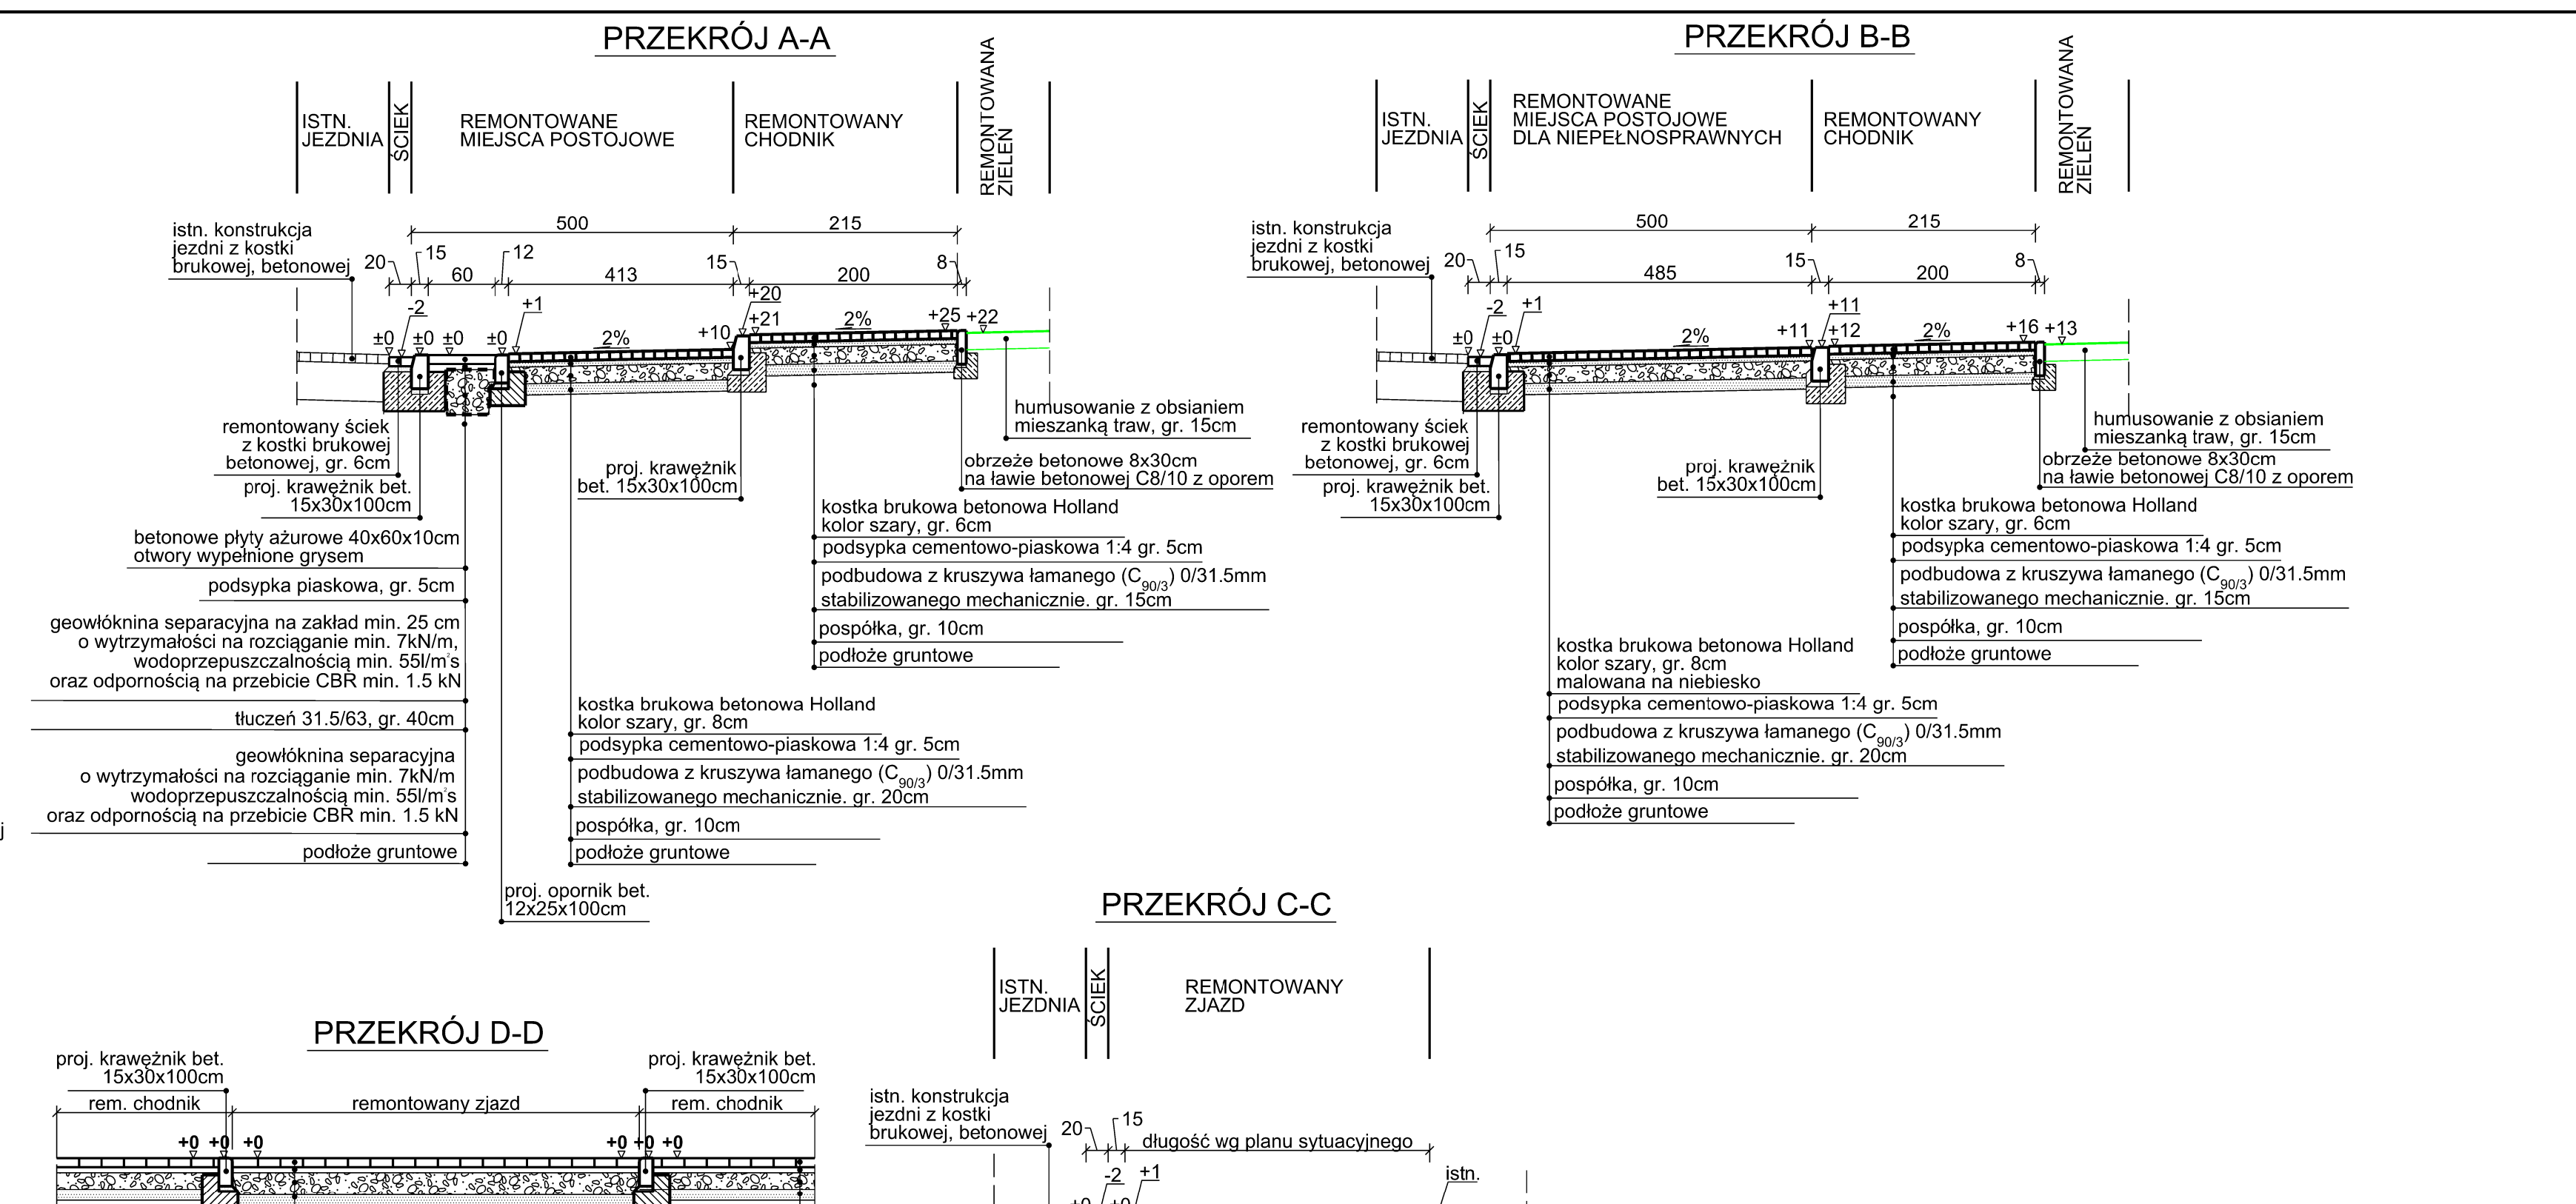 PRZEKRÓJ A-A
ISTN.
JEZDNIA
ŚCIEK
REMONTOWANE
MIEJSCA POSTOJOWE
REMONTOWANY
CHODNIK
REMONTOWANA
ZIELEŃ
istn. konstrukcja
jezdni z kostki
brukowej, betonowej
500
215
20
15
60
12
413
15
200
8
±0
-2
±0
±0
±0
+1
2%
+10
+20
+21
2%
+25
+22
remontowany ściek
z kostki brukowej
betonowej, gr. 6cm
proj. krawężnik bet.
15x30x100cm
betonowe płyty ażurowe 40x60x10cm
otwory wypełnione grysem
podsypka piaskowa, gr. 5cm
geowłóknina separacyjna na zakład min. 25 cm
o wytrzymałości na rozciąganie min. 7kN/m,
wodoprzepuszczalnością min. 55l/m²s
oraz odpornością na przebicie CBR min. 1.5 kN
tłuczeń 31.5/63, gr. 40cm
geowłóknina separacyjna
o wytrzymałości na rozciąganie min. 7kN/m
wodoprzepuszczalnością min. 55l/m²s
oraz odpornością na przebicie CBR min. 1.5 kN
podłoże gruntowe
j
proj. opornik bet.
12x25x100cm
kostka brukowa betonowa Holland
kolor szary, gr. 8cm
podsypka cementowo-piaskowa 1:4 gr. 5cm
podbudowa z kruszywa łamanego (C90/3) 0/31.5mm
stabilizowanego mechanicznie. gr. 20cm
pospółka, gr. 10cm
podłoże gruntowe
proj. krawężnik
bet. 15x30x100cm
kostka brukowa betonowa Holland
kolor szary, gr. 6cm
podsypka cementowo-piaskowa 1:4 gr. 5cm
podbudowa z kruszywa łamanego (C90/3) 0/31.5mm
stabilizowanego mechanicznie. gr. 15cm
pospółka, gr. 10cm
podłoże gruntowe
humusowanie z obsianiem
mieszanką traw, gr. 15cm
obrzeże betonowe 8x30cm
na ławie betonowej C8/10 z oporem
PRZEKRÓJ B-B
ISTN.
JEZDNIA
ŚCIEK
REMONTOWANE
MIEJSCA POSTOJOWE
DLA NIEPEŁNOSPRAWNYCH
REMONTOWANY
CHODNIK
REMONTOWANA
ZIELEŃ
istn. konstrukcja
jezdni z kostki
brukowej, betonowej
500
215
20
15
485
15
200
8
±0
-2
±0
+1
2%
+11
+11
+12
2%
+16
+13
remontowany ściek
z kostki brukowej
betonowej, gr. 6cm
proj. krawężnik bet.
15x30x100cm
proj. krawężnik
bet. 15x30x100cm
humusowanie z obsianiem
mieszanką traw, gr. 15cm
obrzeże betonowe 8x30cm
na ławie betonowej C8/10 z oporem
kostka brukowa betonowa Holland
kolor szary, gr. 6cm
podsypka cementowo-piaskowa 1:4 gr. 5cm
podbudowa z kruszywa łamanego (C90/3) 0/31.5mm
stabilizowanego mechanicznie. gr. 15cm
pospółka, gr. 10cm
podłoże gruntowe
kostka brukowa betonowa Holland
kolor szary, gr. 8cm
malowana na niebiesko
podsypka cementowo-piaskowa 1:4 gr. 5cm
podbudowa z kruszywa łamanego (C90/3) 0/31.5mm
stabilizowanego mechanicznie. gr. 20cm
pospółka, gr. 10cm
podłoże gruntowe
PRZEKRÓJ C-C
ISTN.
JEZDNIA
ŚCIEK
REMONTOWANY
ZJAZD
istn. konstrukcja
jezdni z kostki
brukowej, betonowej
20
15
długość wg planu sytuacyjnego
-2
+1
istn.
PRZEKRÓJ D-D
proj. krawężnik bet.
15x30x100cm
proj. krawężnik bet.
15x30x100cm
rem. chodnik
remontowany zjazd
rem. chodnik
+0
+0
+0
+0
+0
+0